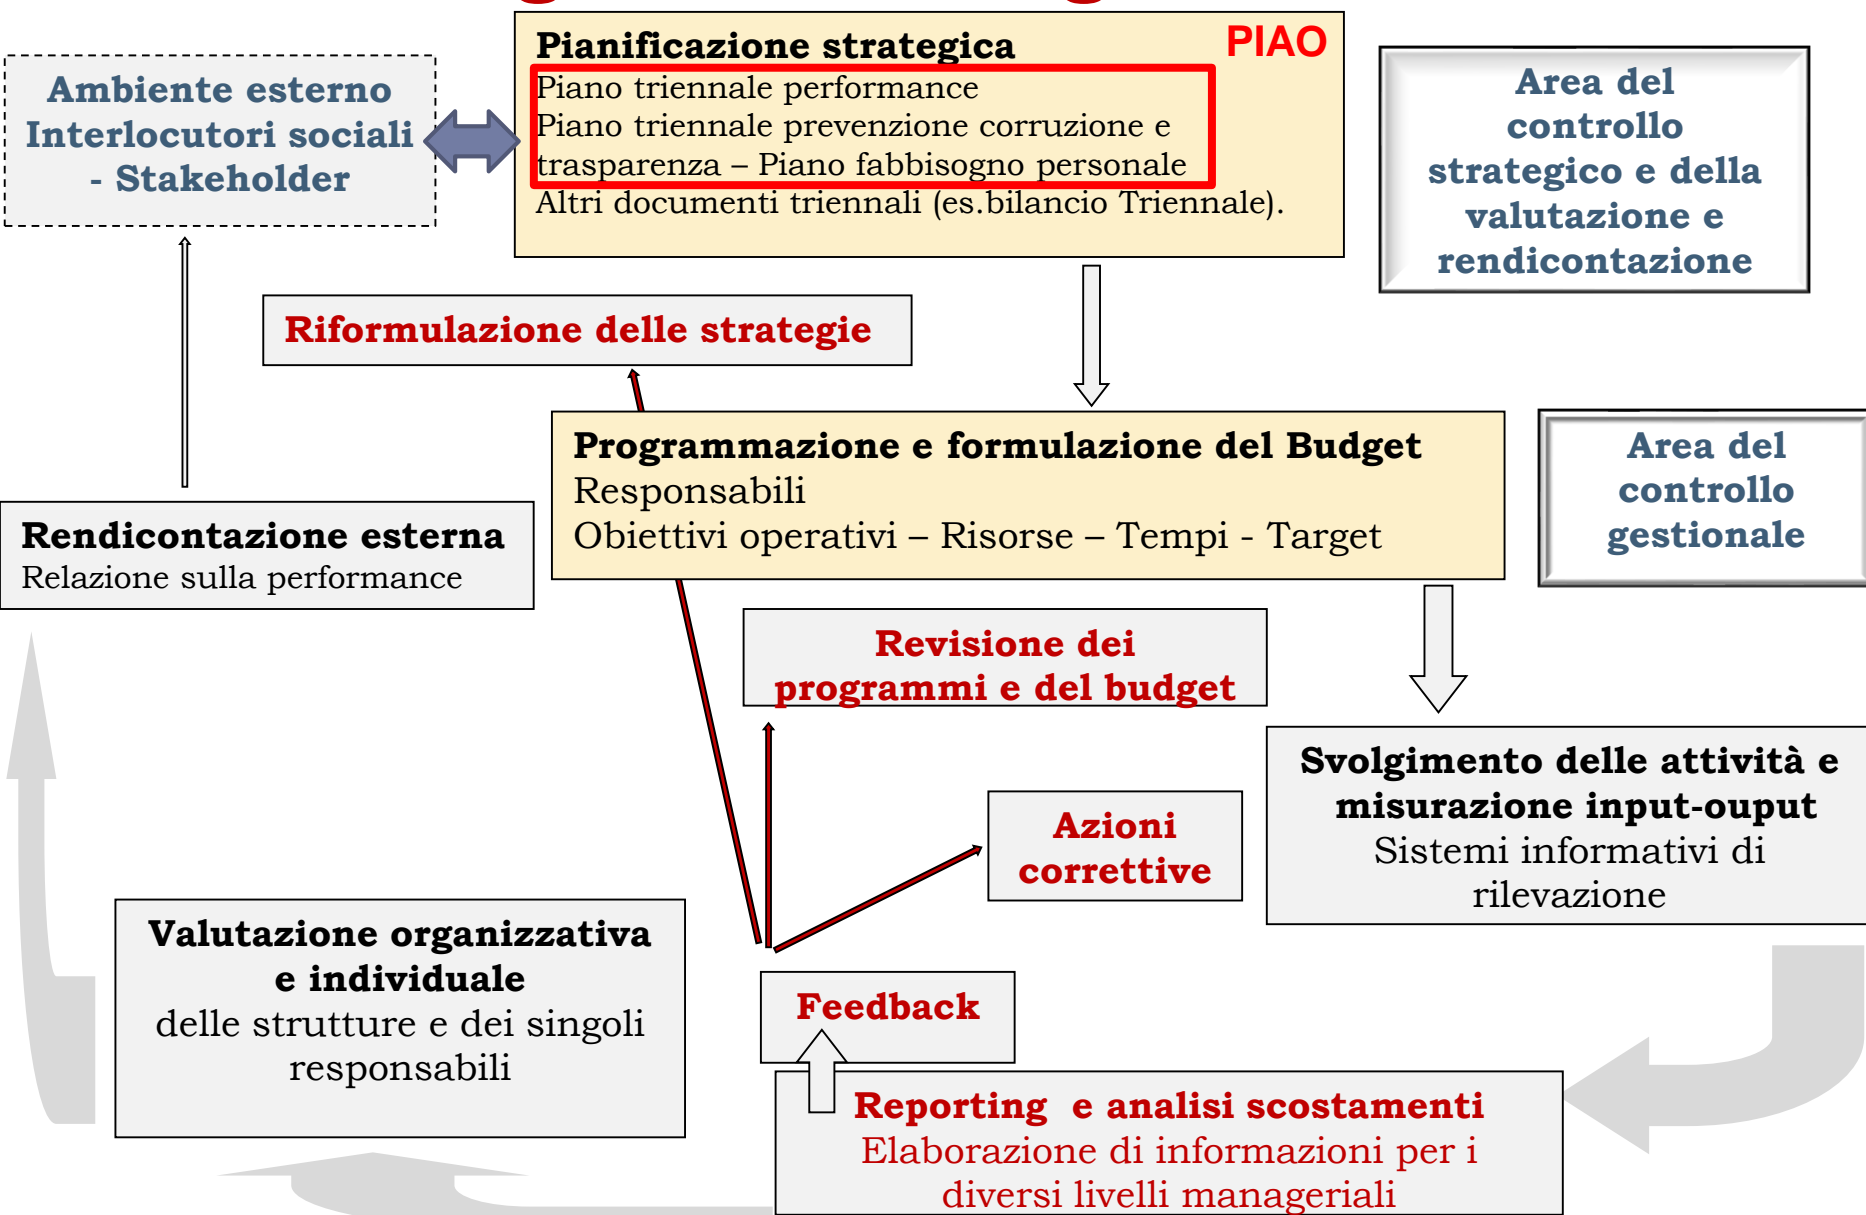 Pianificazione strategica
PIAO
Piano triennale performance
Piano triennale prevenzione corruzione e
trasparenza – Piano fabbisogno personale
Altri documenti triennali (es.bilancio Triennale).
Ambiente esterno
Interlocutori sociali
- Stakeholder
Area del
controllo
strategico e della
valutazione e
rendicontazione
Riformulazione delle strategie
Programmazione e formulazione del Budget
Responsabili
Obiettivi operativi – Risorse – Tempi - Target
Area del
controllo
gestionale
Rendicontazione esterna
Relazione sulla performance
Revisione dei
programmi e del budget
Svolgimento delle attività e
misurazione input-ouput
Sistemi informativi di
rilevazione
Azioni
correttive
Valutazione organizzativa
e individuale
delle strutture e dei singoli
responsabili
Feedback
Reporting e analisi scostamenti
Elaborazione di informazioni per i
diversi livelli manageriali